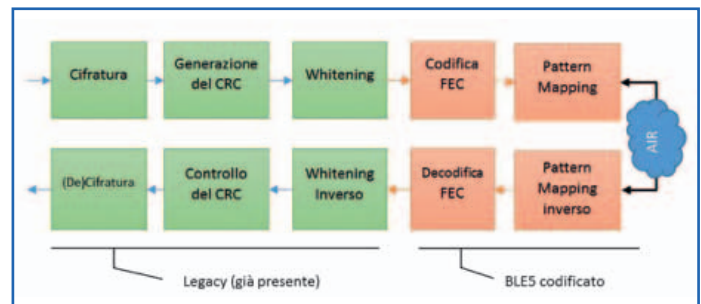 Cifratura
Generazione
del CRC
Whitening
Codifica
FEC
Pattern
Mapping
AIR
(De)Cifratura
Controllo
del CRC
Whitening
Inverso
Decodifica
FEC
Pattern
Mapping
inverso
Legacy (già presente)
BLE5 codificato